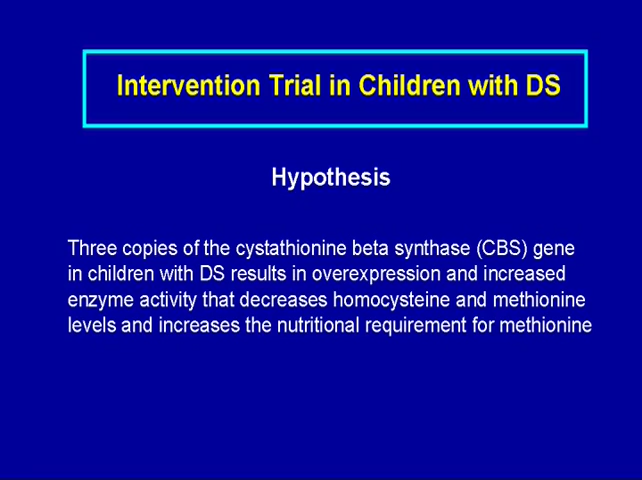 Intervention Trial in Children with DS
Hypothesis
Three copies of the cystathionine beta synthase (CBS) gene
in children with DS results in overexpression and increased
enzyme activity that decreases homocysteine and methionine
levels and increases the nutritional requirement for methionine